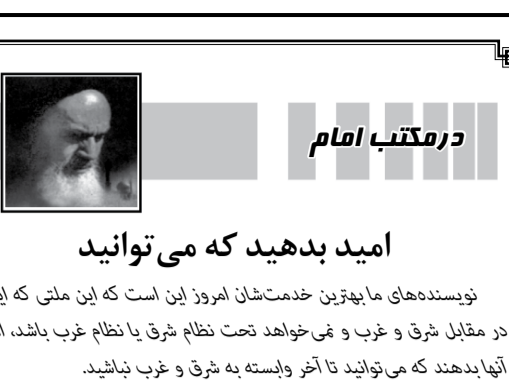 درمکتب امام
امید بدهید که می‌توانید
نویسنده‌های ما بهترین خدمت‌شان امروز این است که این ملتی که
در مقابل شرق و غرب و نمی‌خواهد تحت نظام شرق یا نظام غرب باشد،
آنها بدهند که می‌توانید تا آخر وابسته به شرق و غرب نباشید.